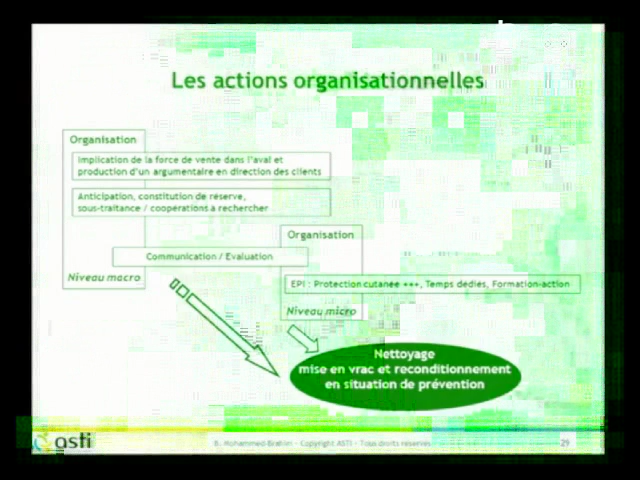 Les actions organisationnelles
Organisation
Implication de la force de vente dans l'aval et
production d'un argumentaire en direction des clients
Anticipation, constitution de réserve,
sous-traitance / coopérations à rechercher
Organisation
Communication / Evaluation
Niveau macro
EPI : Protection cutanée +++, Temps dédiés, Formation-action
Niveau micro
Nettoyage
mise en vrac et reconditionnement
en situation de prévention
asti
B. Mohammed-Brahim - Copyright ASTI - Tous droits réservés
29